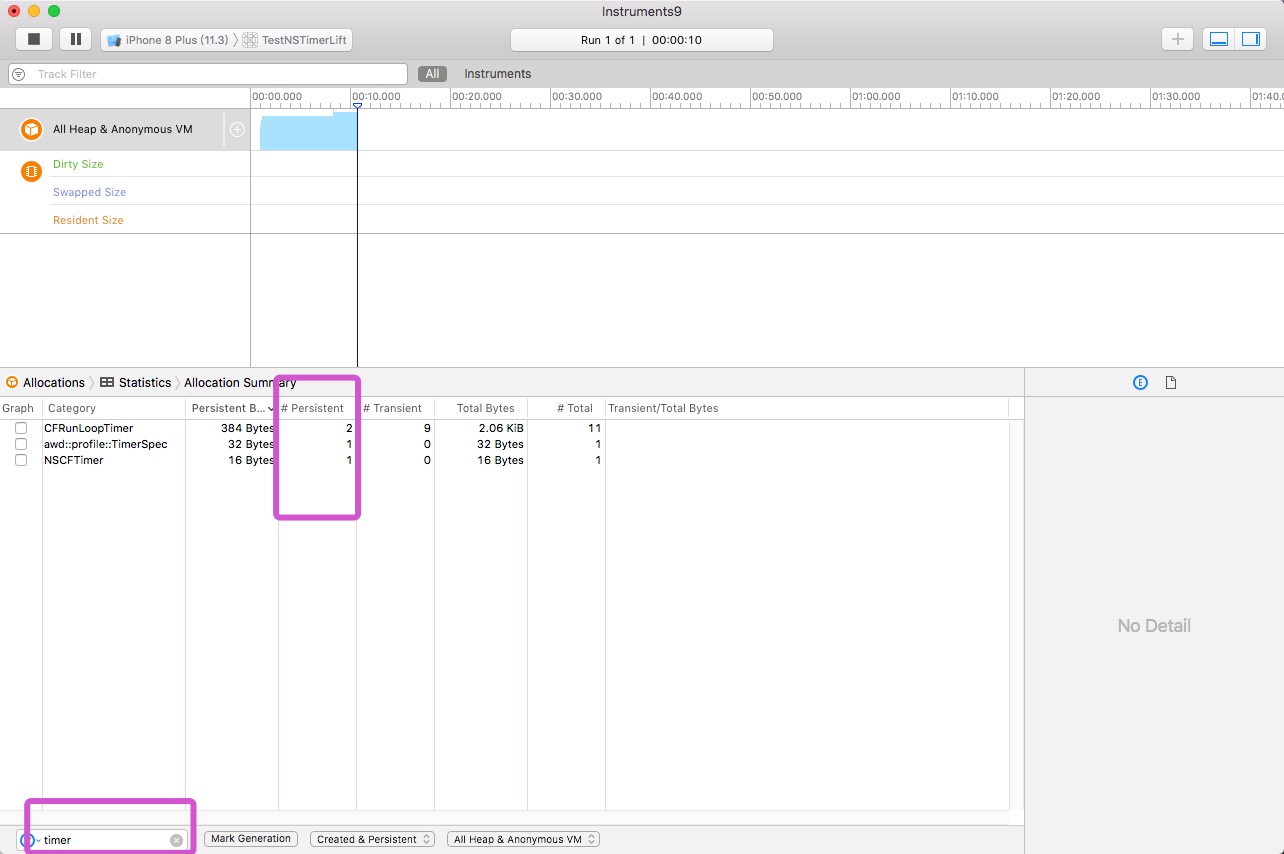 Instruments9
iPhone 8 Plus (11.3) 〉 TestNSTimerLift
Run 1 of 1 | 00:00:10
Track Filter
All Instruments
00:00.000 00:10.000 00:20.000 00:30.000 00:40.000 00:50.000 01:00.000 01:10.000 01:20.000 01:30.000 01:40.0
All Heap & Anonymous VM
Dirty Size
Swapped Size
Resident Size
Allocations 〉 Statistics 〉 Allocation Summary
Graph Category Persistent B... # Persistent # Transient Total Bytes # Total Transient/Total Bytes
CFRunLoopTimer 384 Bytes 2 9 2.06 KiB 11
awd::profile::TimerSpec 32 Bytes 1 0 32 Bytes 1
NSCFTimer 16 Bytes 1 0 16 Bytes 1
No Detail
timer Mark Generation Created & Persistent All Heap & Anonymous VM